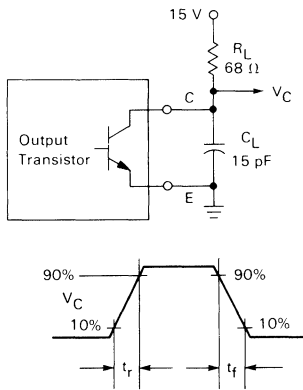 15 V
R_L
68 Ω
C
V_C
Output
Transistor
C_L
15 pF
E
90%
90%
V_C
10%
10%
t_r
t_f